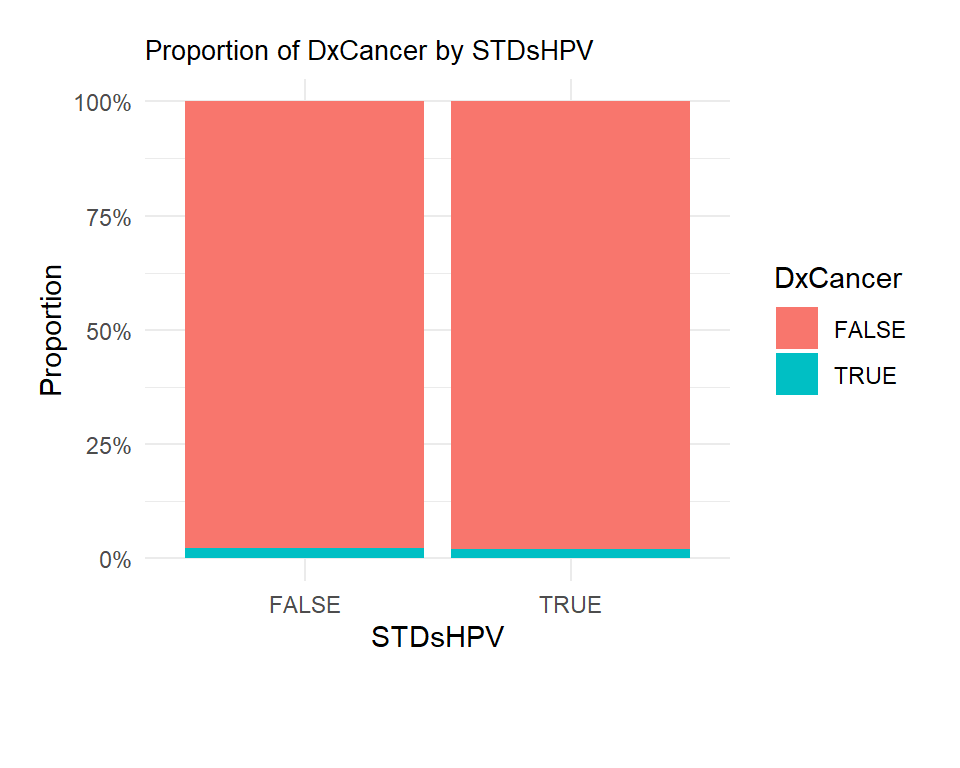 Proportion of DxCancer by STDsHPV
100%
75%
50%
25%
0%
Proportion
FALSE TRUE
STDsHPV
DxCancer
FALSE
TRUE